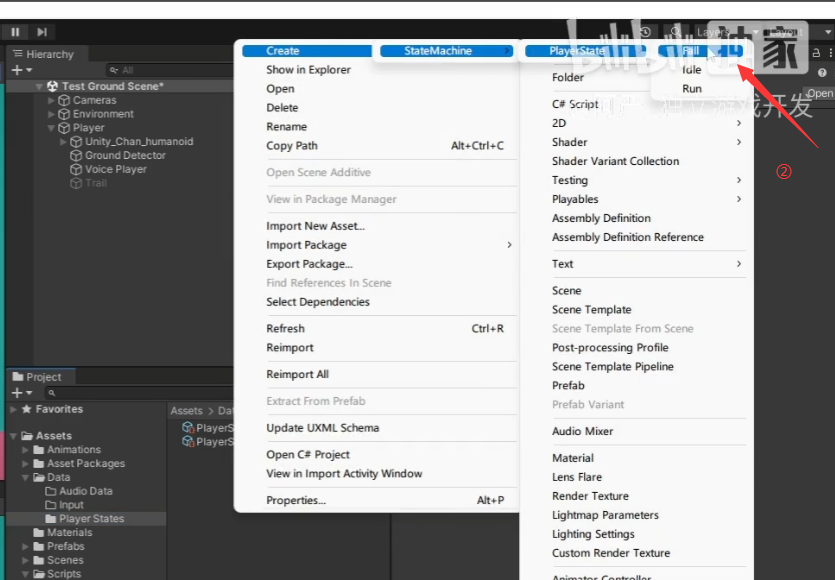 Layers
Layout
Hierarchy
All
Test Ground Scene*
Cameras
Environment
Player
Unity_Chan_humanoid
Ground Detector
Voice Player
Trail
Project
Favorites
Assets
Animations
Asset Packages
Data
Audio Data
Input
Player States
Materials
Prefabs
Scenes
Scripts
Assets > Dat
PlayerS
PlayerS
Create
Show in Explorer
Open
Delete
Rename
Copy Path Alt+Ctrl+C
Open Scene Additive
View in Package Manager
Import New Asset...
Import Package
Export Package...
Find References In Scene
Select Dependencies
Refresh Ctrl+R
Reimport
Reimport All
Extract From Prefab
Update UXML Schema
Open C# Project
View in Import Activity Window
Properties... Alt+P
StateMachine
PlayerState
Folder
C# Script
2D
Shader
Shader Variant Collection
Testing
Playables
Assembly Definition
Assembly Definition Reference
Text
Scene
Scene Template
Scene Template From Scene
Post-processing Profile
Scene Template Pipeline
Prefab
Prefab Variant
Audio Mixer
Material
Lens Flare
Render Texture
Lightmap Parameters
Lighting Settings
Custom Render Texture
Animator Controller
Fall
Idle
Run
Open
bilibili 独家
独立游戏开发
②